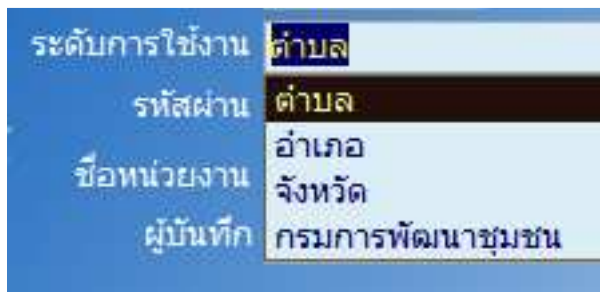 ระดับการใช้งาน ตำบล
รหัสผ่าน ตำบล
อำเภอ
ชื่อหน่วยงาน จังหวัด
ผู้บันทึก กรมการพัฒนาชุมชน